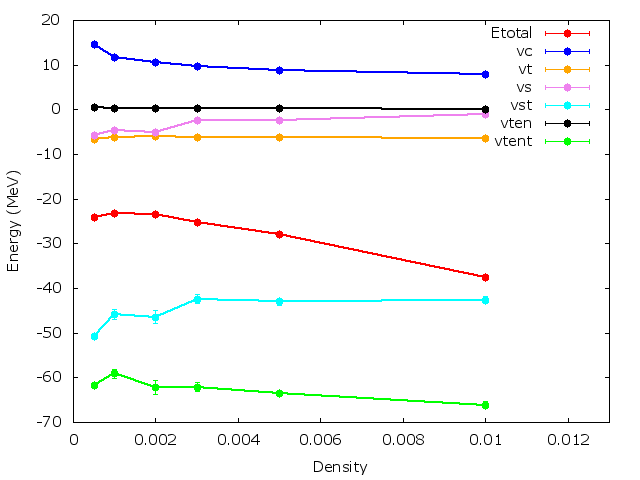 20
10
0
-10
-20
-30
-40
-50
-60
-70
Energy (MeV)
Etotal
vc
vt
vs
vst
vten
vtent
0 0.002 0.004 0.006 0.008 0.01 0.012
Density